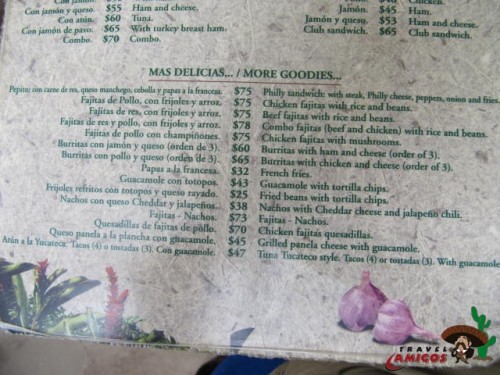 Con jamón y queso. $55 Ham and cheese.
Con atún. $60 Tuna.
Con jamón de pavo. $65 With turkey breast ham.
Combo. $70 Combo.
Chicken.
Jamón. $45 Ham.
Jamón y queso. $53 Ham and cheese.
Club sandwich. $65 Club sandwich.
MAS DELICIAS... / MORE GOODIES...
Pepito: con carne de res, queso manchego, cebolla y papas a la francesa. $75 Philly sandwich: with steak, Philly cheese, peppers, onion and fries
Fajitas de Pollo, con frijoles y arroz. $75 Chicken fajitas with rice and beans.
Fajitas de res, con frijoles y arroz. $75 Beef fajitas with rice and beans.
Fajitas de res y pollo, con frijoles y arroz. $78 Combo fajitas (beef and chicken) with rice and beans.
Fajitas de pollo con champiñones. $75 Chicken fajitas with mushrooms.
Burritas con jamón y queso (orden de 3). $60 Burritas with ham and cheese (order of 3).
Burritas con pollo y queso (orden de 3). $65 Burritas with chicken and cheese (order of 3).
Papas a la francesa. $32 French fries.
Guacamole con totopos. $43 Guacamole with tortilla chips.
Frijoles refritos con totopos y queso rayado. $25 Fried beans with tortilla chips.
Nachos con queso Cheddar y jalapeños... $38 Nachos with Cheddar cheese and jalapeño chili...
Fajitas - Nachos. $73 Fajitas - Nachos.
Quesadillas de fajitas de pollo. $70 Chicken fajitas quesadillas.
Queso panela a la plancha con guacamole. $45 Grilled panela cheese with guacamole.
Atún a la Yucateca. Tacos (4) o tostadas (3). Con guacamole. $47 Tuna Yucateco style. Tacos (4) or tostadas (3). With guacamole
TRAVEL
AMIGOS